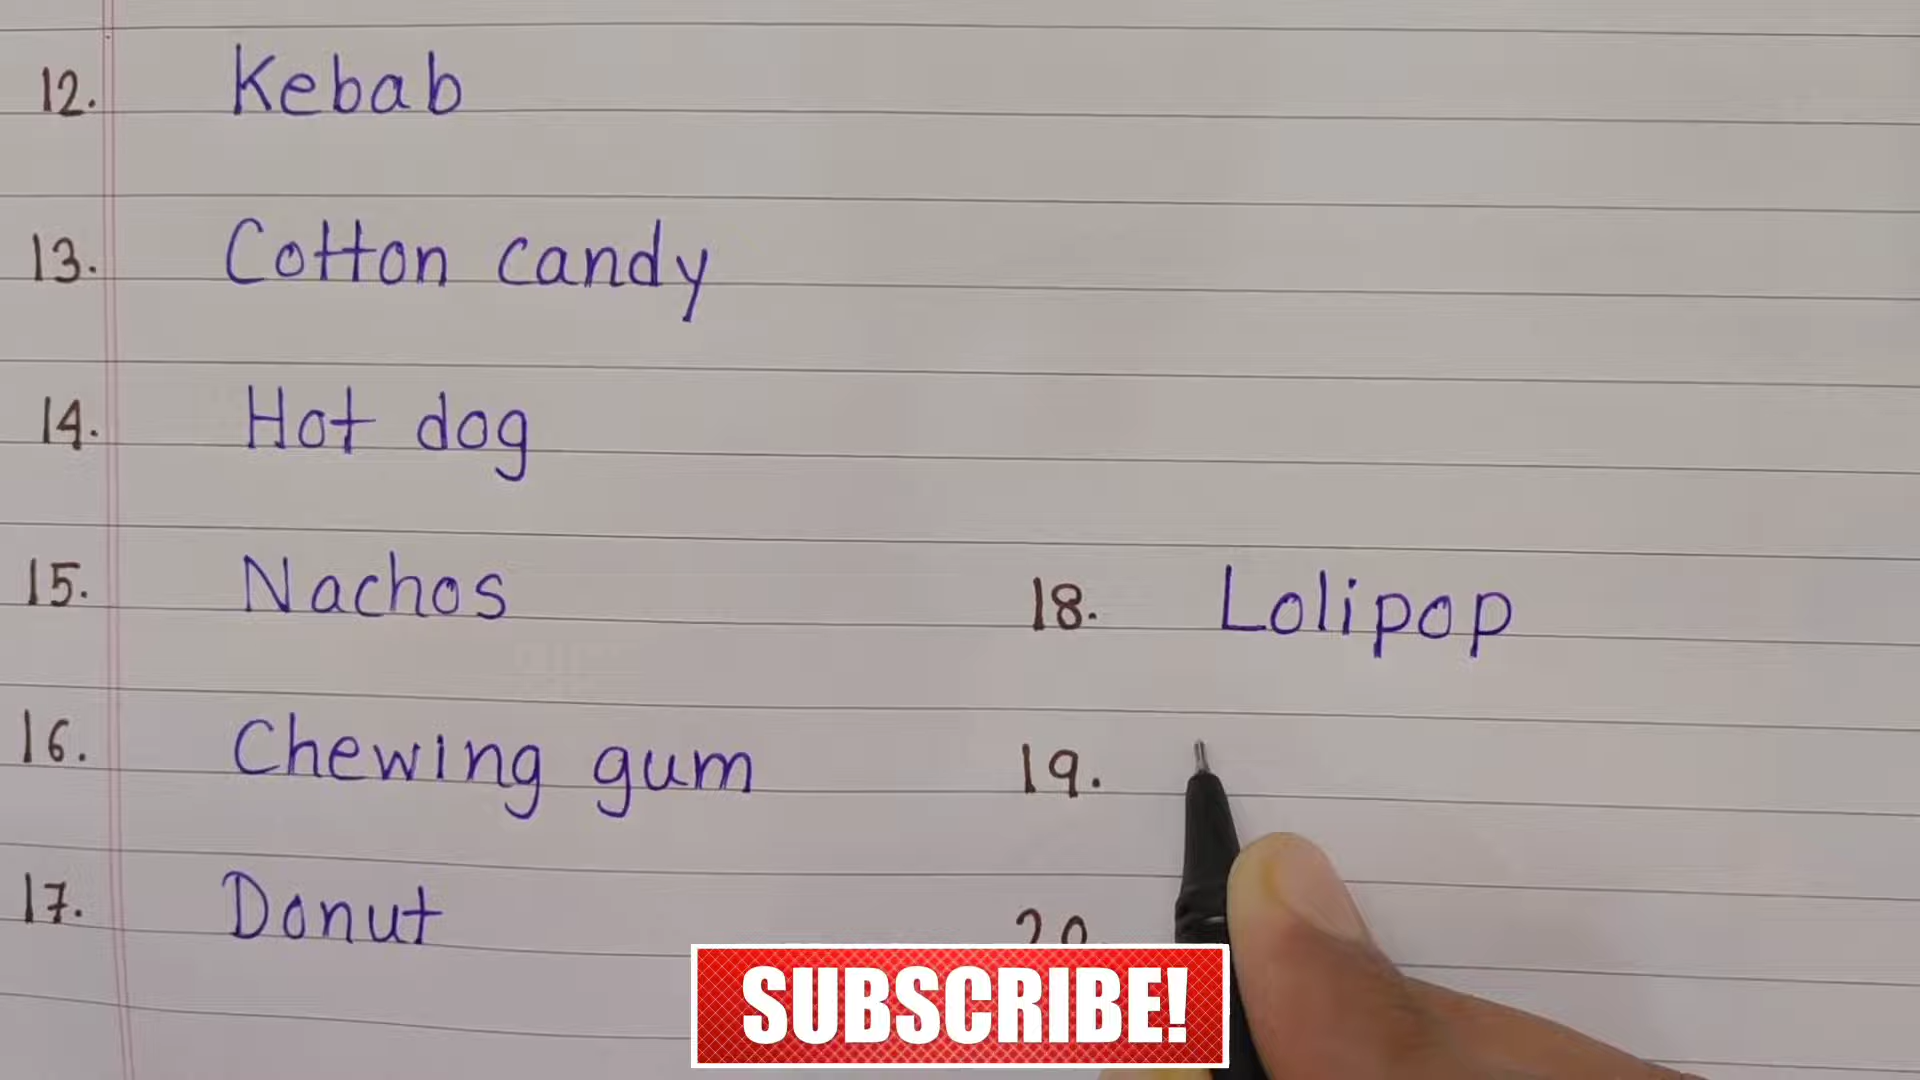 12. Kebab
13. Cotton candy
14. Hot dog
15. Nachos
16. Chewing gum
17. Donut
18. Lolipop
19.
20.
SUBSCRIBE!